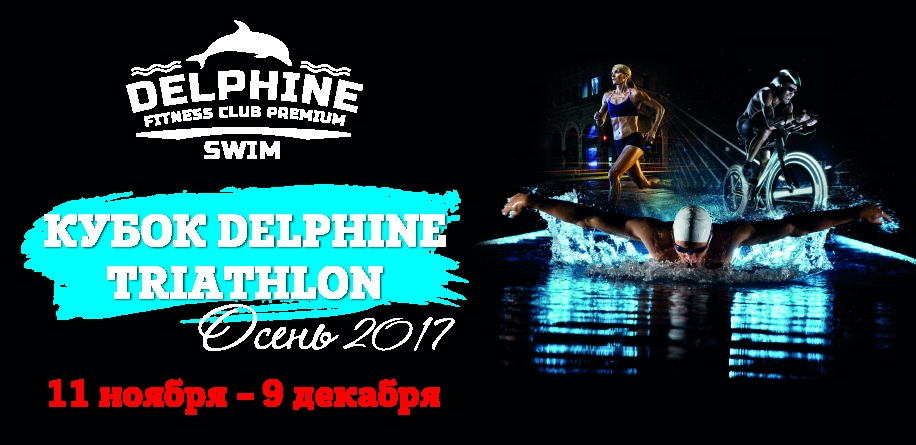 DELPHINE
FITNESS CLUB PREMIUM
SWIM
КУБОК DELPHINE
TRIATHLON
Осень 2017
11 ноября – 9 декабря